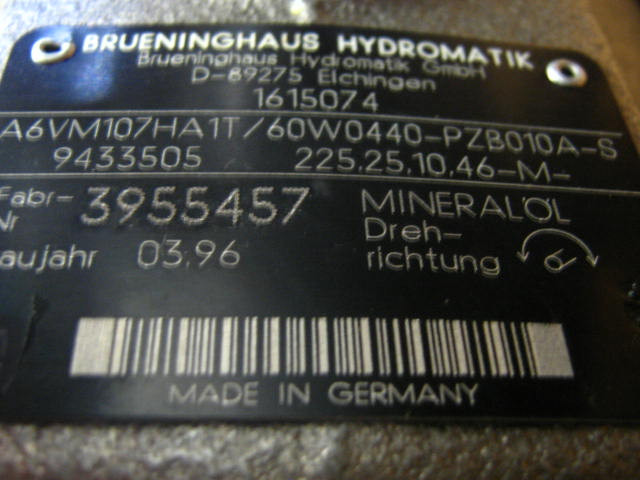 BRUENINGHAUS HYDROMATIK
Brueninghaus Hydromatik GmbH
D-89275 Elchingen
1615074
A6VM107HA1T/60W0440-PZB010A-S
9433505 225.25.10.46-M-
Fabr-Nr 3955457 MINERALÖL
aujahr 03.96 Dreh-
richtung
MADE IN GERMANY